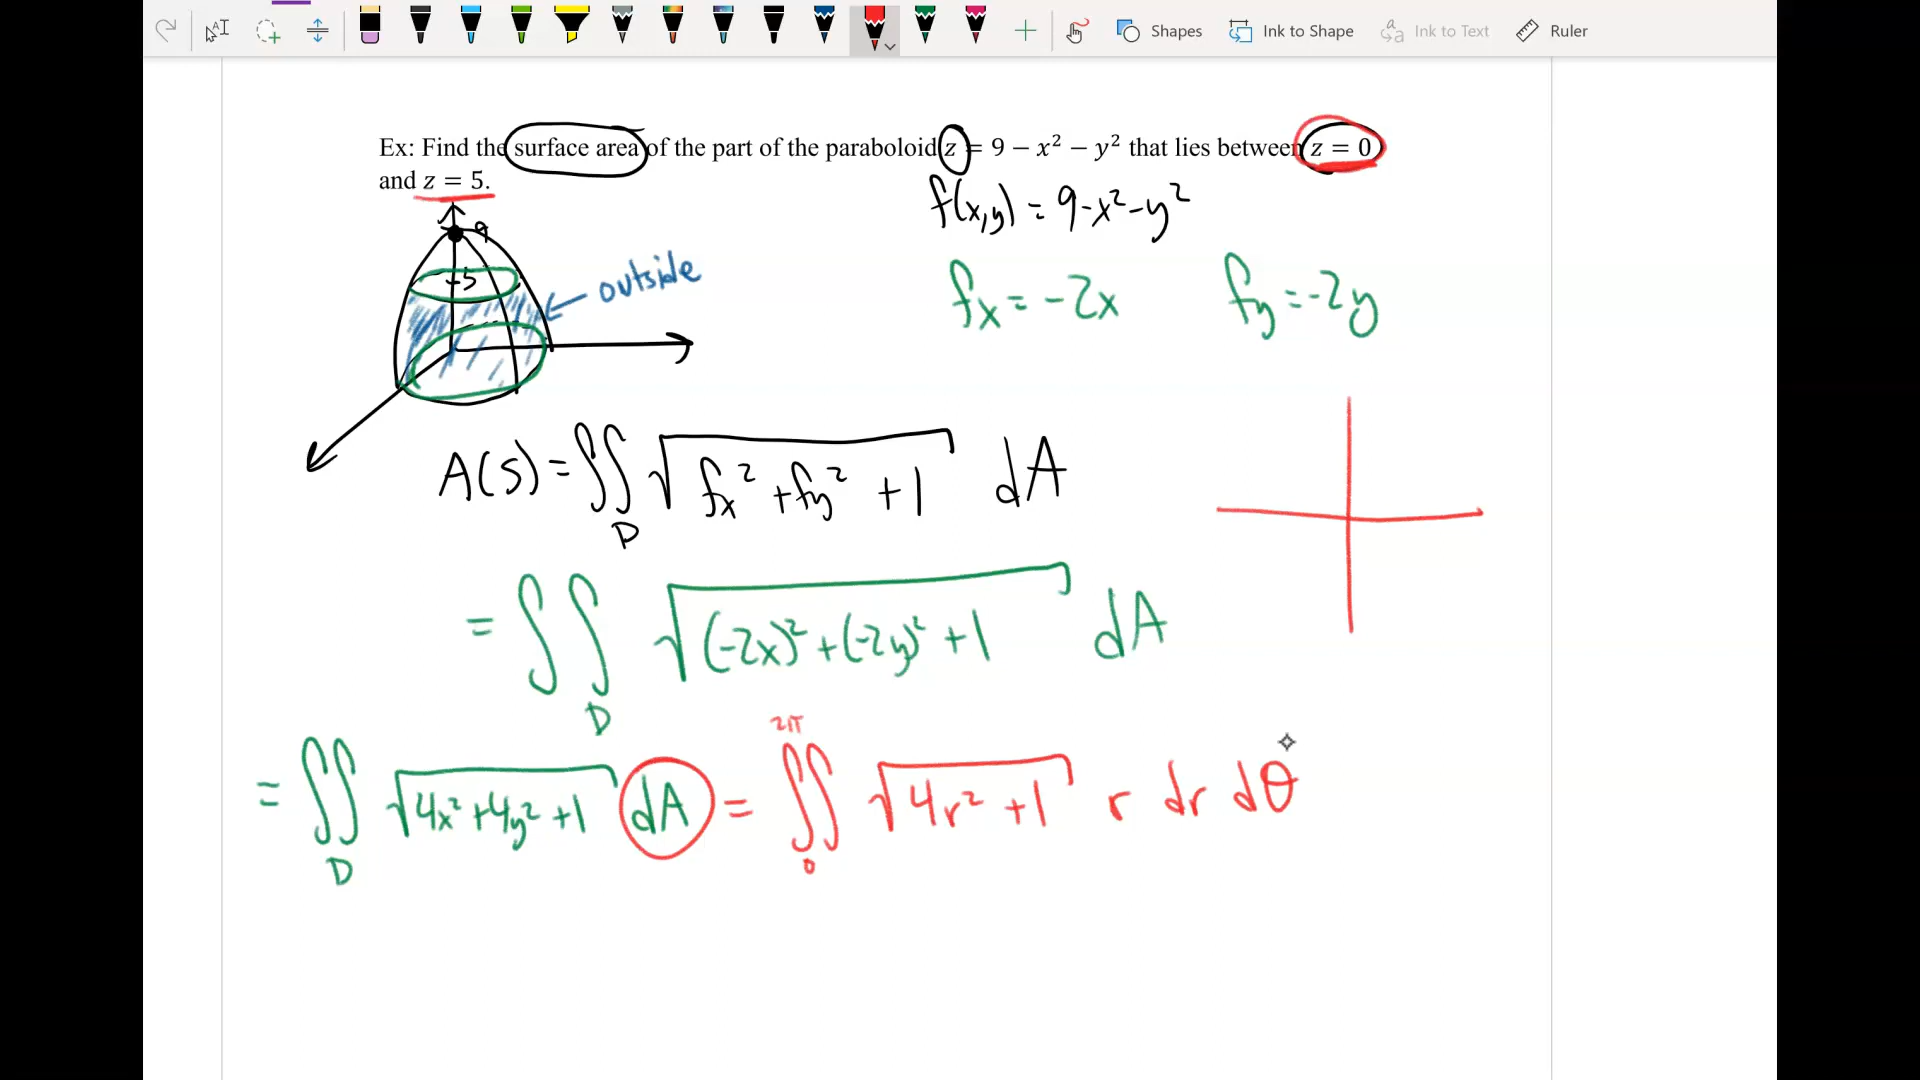 Shapes Ink to Shape Ink to Text Ruler
Ex: Find the surface area of the part of the paraboloid z = 9 − x² − y² that lies between z = 0
and z = 5.
f(x,y) = 9-x²-y²
9
5
outside
fx = -2x fy = -2y
A(S) = ∬D √(fx² + fy² + 1) dA
= ∬D √((-2x)² + (-2y)² + 1) dA
= ∬D √(4x² + 4y² + 1) dA = ∫₀^2π ∫ √(4r² + 1) r dr dθ